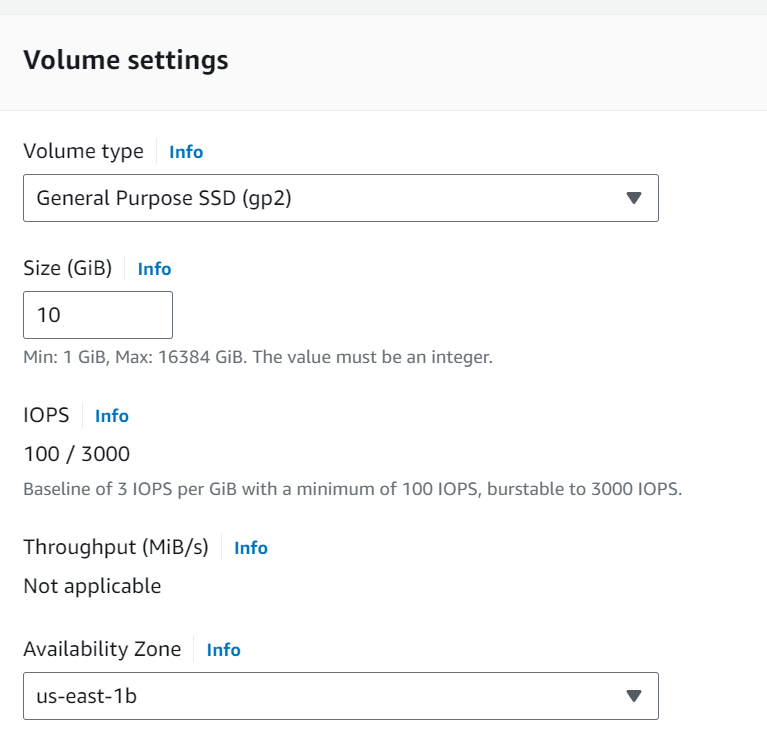 Volume settings
Volume type Info
General Purpose SSD (gp2)
Size (GiB) Info
10
Min: 1 GiB, Max: 16384 GiB. The value must be an integer.
IOPS Info
100 / 3000
Baseline of 3 IOPS per GiB with a minimum of 100 IOPS, burstable to 3000 IOPS.
Throughput (MiB/s) Info
Not applicable
Availability Zone Info
us-east-1b